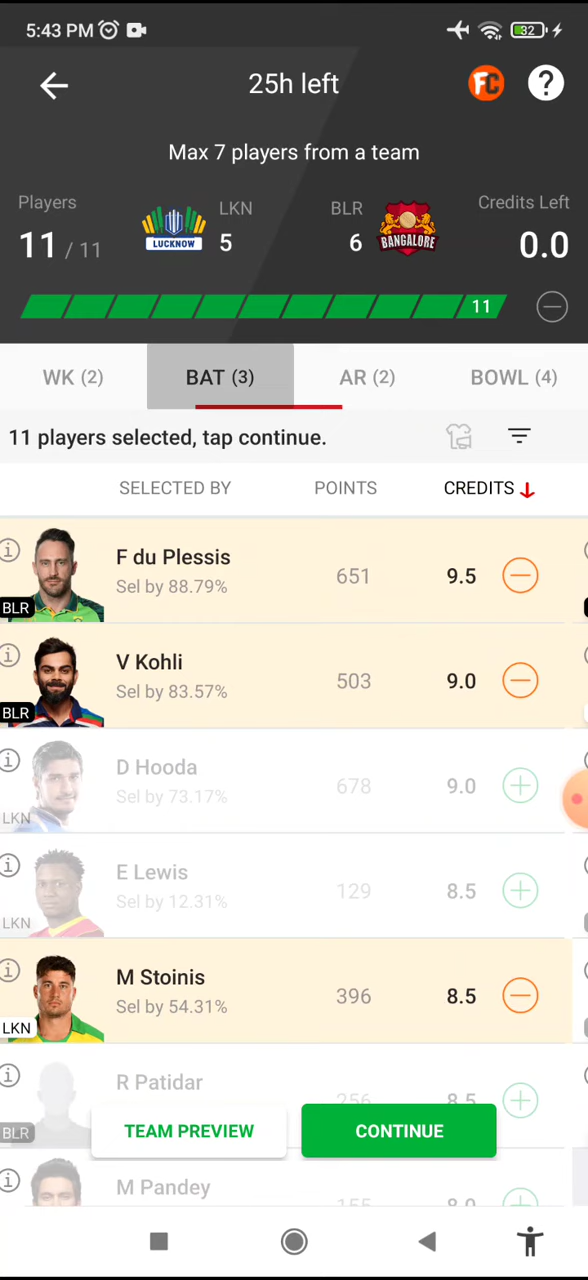 5:43 PM
32
25h left
FC
?
Max 7 players from a team
Players
LKN
BLR
Credits Left
11 / 11
LUCKNOW
5
6
BANGALORE
0.0
11
WK (2)
BAT (3)
AR (2)
BOWL (4)
11 players selected, tap continue.
SELECTED BY
POINTS
CREDITS
F du Plessis
Sel by 88.79%
651
9.5
BLR
V Kohli
Sel by 83.57%
503
9.0
BLR
D Hooda
Sel by 73.17%
678
9.0
LKN
E Lewis
Sel by 12.31%
129
8.5
LKN
M Stoinis
Sel by 54.31%
396
8.5
LKN
R Patidar
256
8.5
BLR
TEAM PREVIEW
CONTINUE
M Pandey
155
8.0